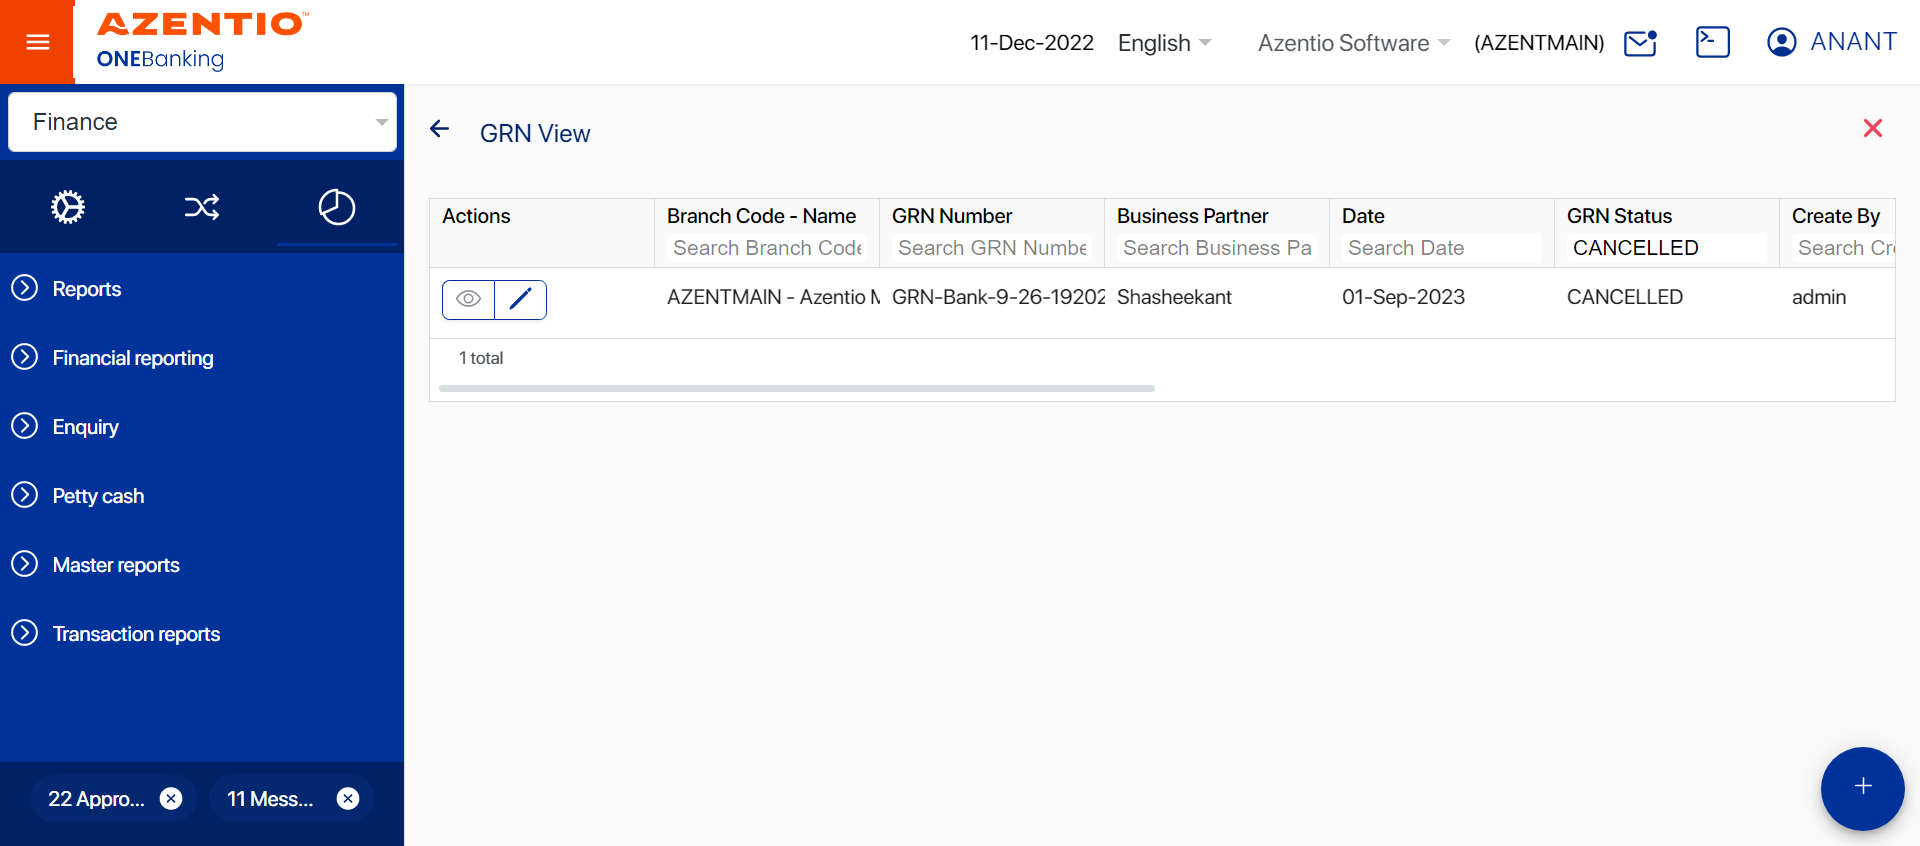 AZENTIO™
ONEBanking
11-Dec-2022
English
Azentio Software
(AZENTMAIN)
ANANT
Finance
Reports
Financial reporting
Enquiry
Petty cash
Master reports
Transaction reports
22 Appro...
11 Mess...
GRN View
Actions
Branch Code - Name
GRN Number
Business Partner
Date
GRN Status
Create By
Search Branch Code
Search GRN Numbe
Search Business Pa
Search Date
CANCELLED
Search Cre
AZENTMAIN - Azentio M
GRN-Bank-9-26-19202
Shasheekant
01-Sep-2023
CANCELLED
admin
1 total